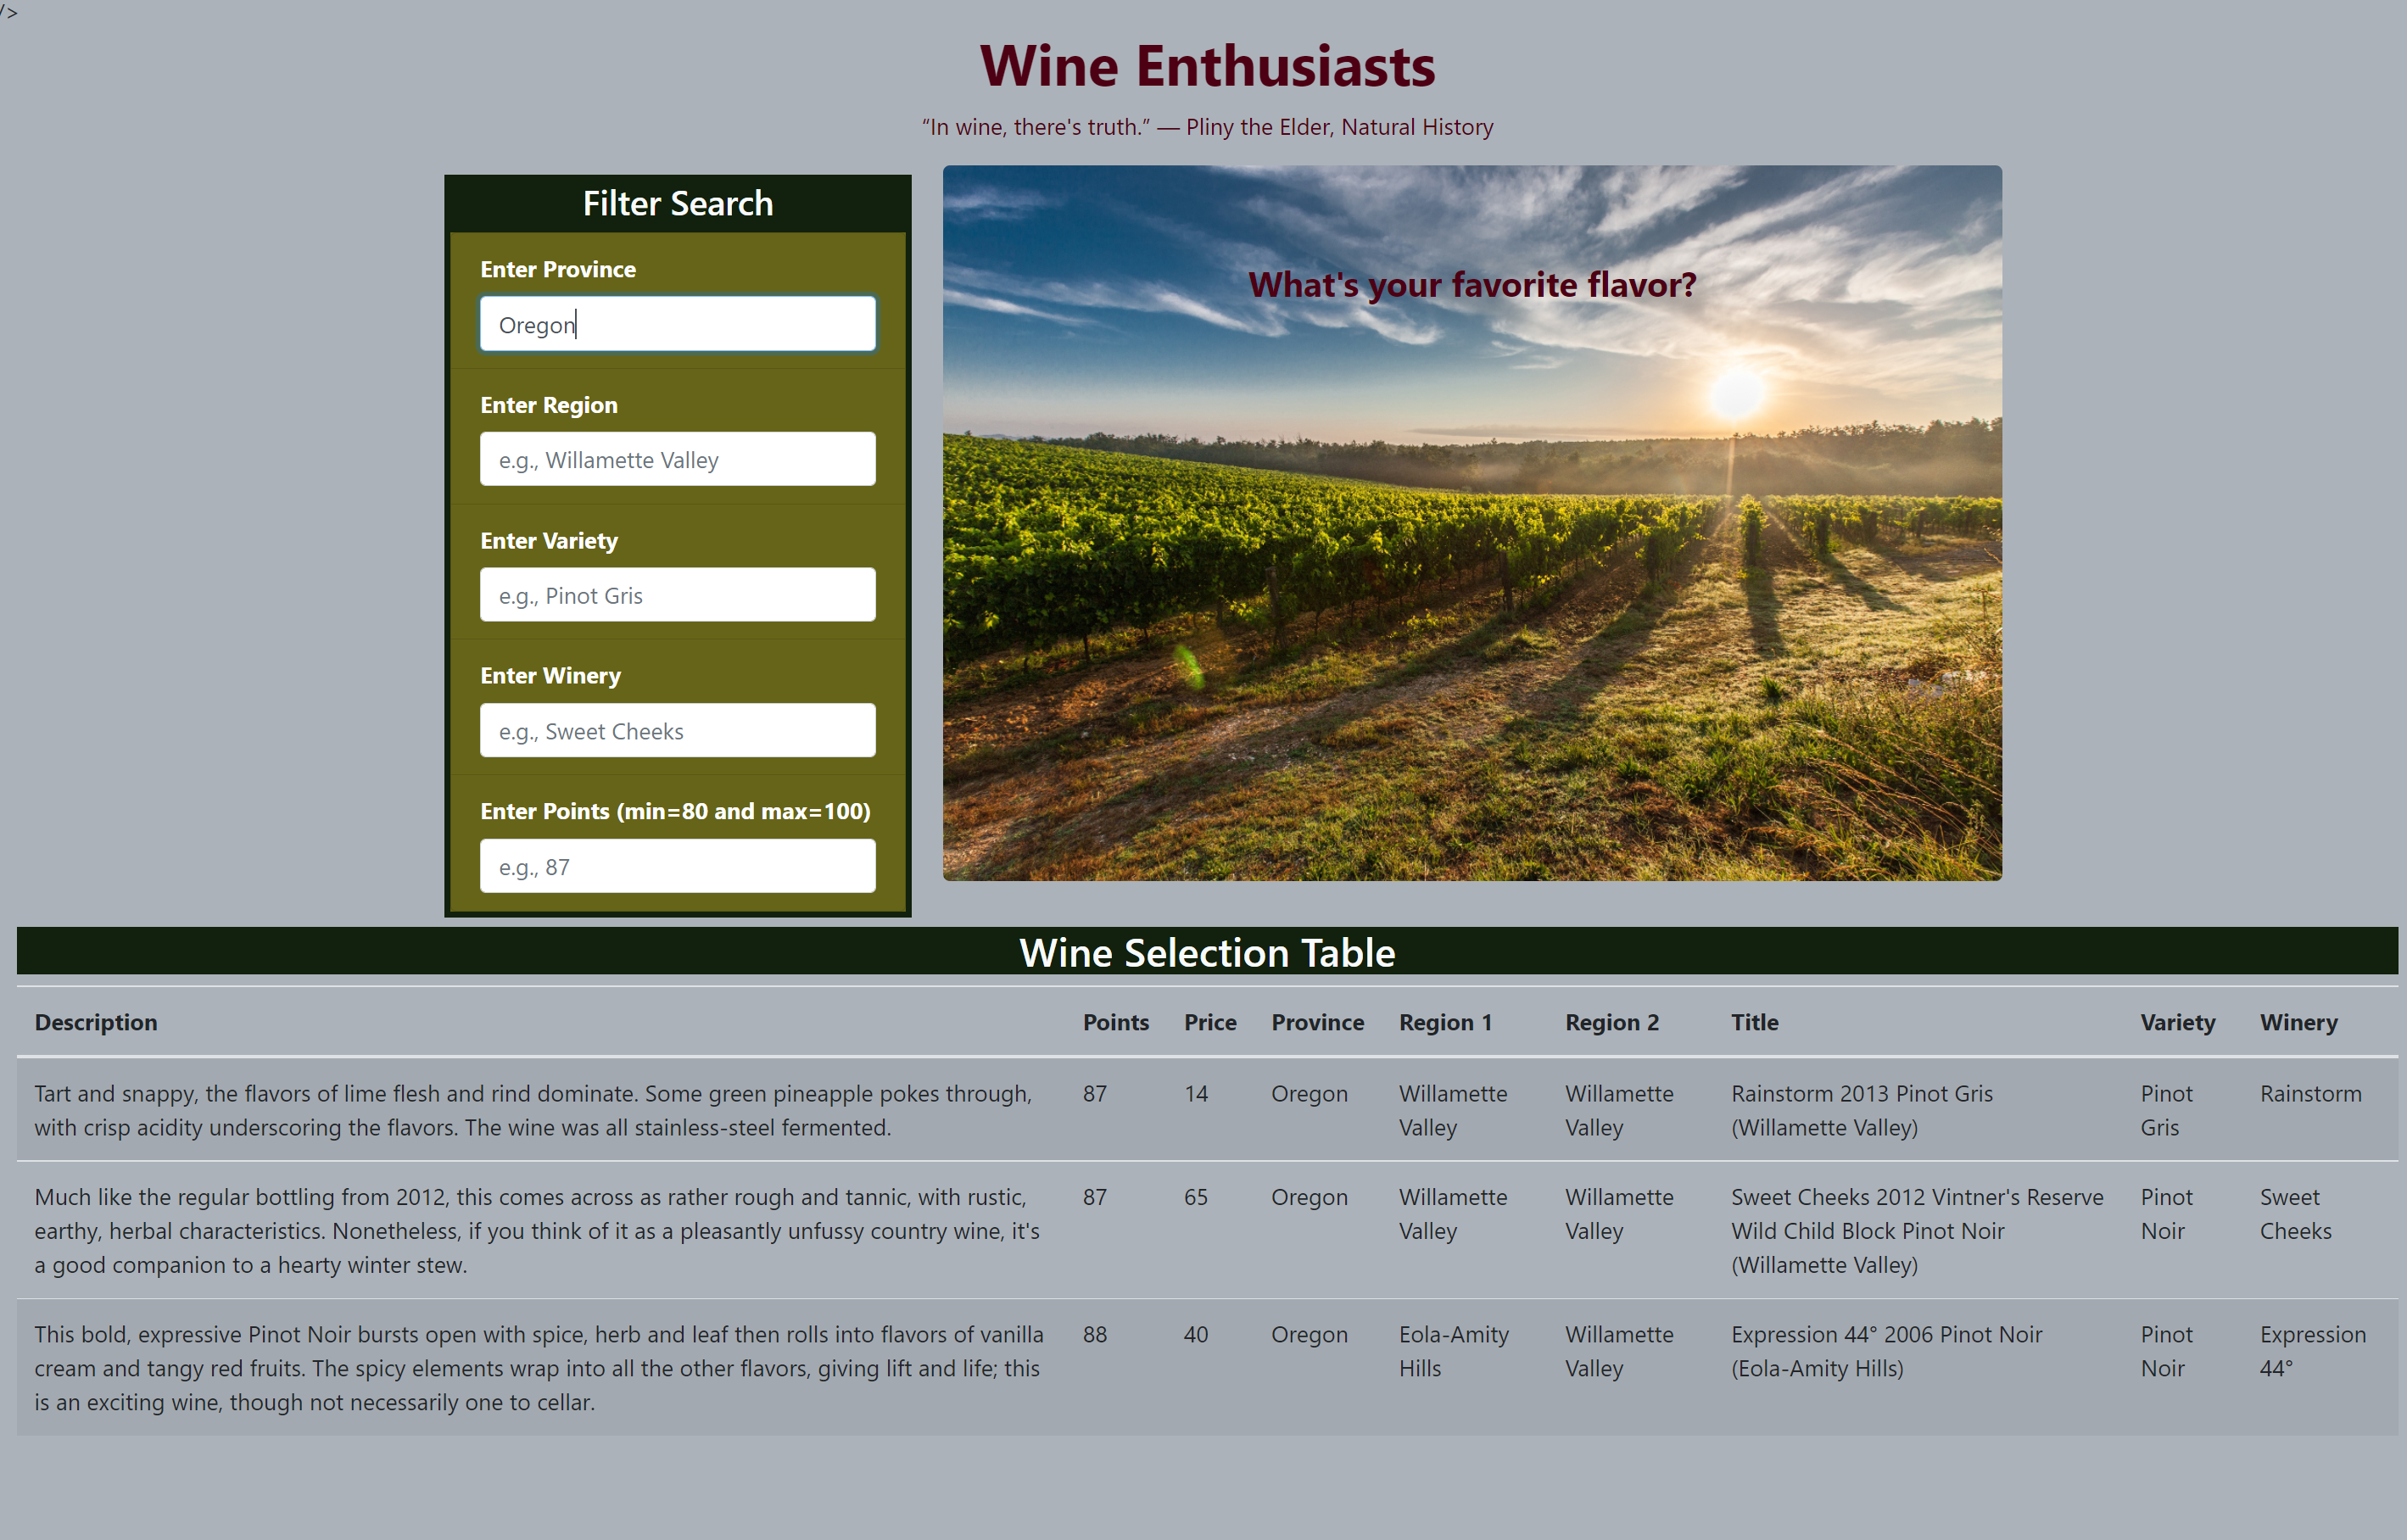 />
Wine Enthusiasts
“In wine, there's truth.” — Pliny the Elder, Natural History
Filter Search
Enter Province
Oregon
Enter Region
e.g., Willamette Valley
Enter Variety
e.g., Pinot Gris
Enter Winery
e.g., Sweet Cheeks
Enter Points (min=80 and max=100)
e.g., 87
What's your favorite flavor?
Wine Selection Table
Description Points Price Province Region 1 Region 2 Title Variety Winery
Tart and snappy, the flavors of lime flesh and rind dominate. Some green pineapple pokes through, 87 14 Oregon Willamette Willamette Rainstorm 2013 Pinot Gris Pinot Rainstorm
with crisp acidity underscoring the flavors. The wine was all stainless-steel fermented. Valley Valley (Willamette Valley) Gris
Much like the regular bottling from 2012, this comes across as rather rough and tannic, with rustic, 87 65 Oregon Willamette Willamette Sweet Cheeks 2012 Vintner's Reserve Pinot Sweet
earthy, herbal characteristics. Nonetheless, if you think of it as a pleasantly unfussy country wine, it's Valley Valley Wild Child Block Pinot Noir Noir Cheeks
a good companion to a hearty winter stew. (Willamette Valley)
This bold, expressive Pinot Noir bursts open with spice, herb and leaf then rolls into flavors of vanilla 88 40 Oregon Eola-Amity Willamette Expression 44° 2006 Pinot Noir Pinot Expression
cream and tangy red fruits. The spicy elements wrap into all the other flavors, giving lift and life; this Hills Valley (Eola-Amity Hills) Noir 44°
is an exciting wine, though not necessarily one to cellar.